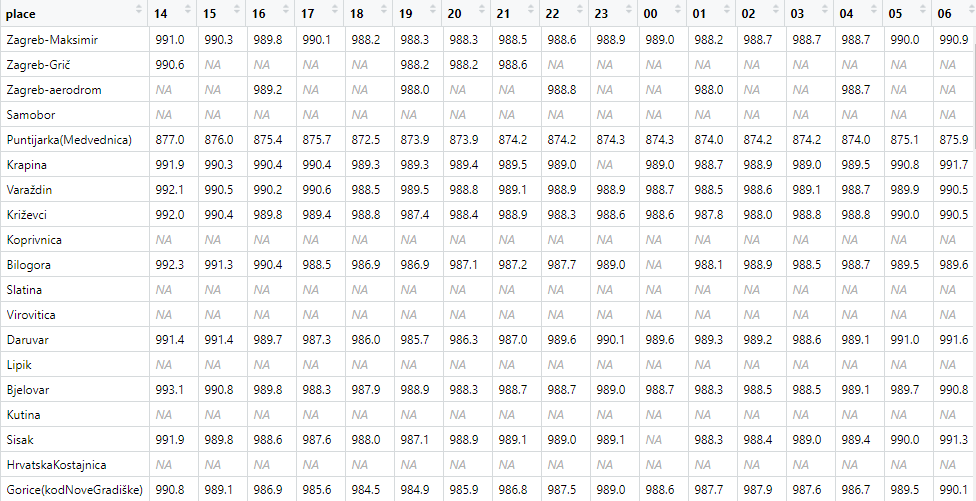 place 14 15 16 17 18 19 20 21 22 23 00 01 02 03 04 05 06
Zagreb-Maksimir 991.0 990.3 989.8 990.1 988.2 988.3 988.3 988.5 988.6 988.9 989.0 988.2 988.7 988.7 988.7 990.0 990.9
Zagreb-Grič 990.6 NA NA NA NA 988.2 988.2 988.6 NA NA NA NA NA NA NA NA NA
Zagreb-aerodrom NA NA 989.2 NA NA 988.0 NA NA 988.8 NA NA 988.0 NA NA 988.7 NA NA
Samobor NA NA NA NA NA NA NA NA NA NA NA NA NA NA NA NA NA
Puntijarka(Medvednica) 877.0 876.0 875.4 875.7 872.5 873.9 873.9 874.2 874.2 874.3 874.3 874.0 874.2 874.2 874.0 875.1 875.9
Krapina 991.9 990.3 990.4 990.4 989.3 989.3 989.4 989.5 989.0 NA 989.0 988.7 988.9 989.0 989.5 990.8 991.7
Varaždin 992.1 990.5 990.2 990.6 988.5 989.5 988.8 989.1 988.9 988.9 988.7 988.5 988.6 989.1 988.7 989.9 990.5
Križevci 992.0 990.4 989.8 989.4 988.8 987.4 988.4 988.9 988.3 988.6 988.6 987.8 988.0 988.8 988.8 990.0 990.5
Koprivnica NA NA NA NA NA NA NA NA NA NA NA NA NA NA NA NA NA
Bilogora 992.3 991.3 990.4 988.5 986.9 986.9 987.1 987.2 987.7 989.0 NA 988.1 988.9 988.5 988.7 989.5 989.6
Slatina NA NA NA NA NA NA NA NA NA NA NA NA NA NA NA NA NA
Virovitica NA NA NA NA NA NA NA NA NA NA NA NA NA NA NA NA NA
Daruvar 991.4 991.4 989.7 987.3 986.0 985.7 986.3 987.0 989.6 990.1 989.6 989.3 989.2 988.6 989.1 991.0 991.6
Lipik NA NA NA NA NA NA NA NA NA NA NA NA NA NA NA NA NA
Bjelovar 993.1 990.8 989.8 988.3 987.9 988.9 988.3 988.7 988.7 989.0 988.7 988.3 988.5 988.5 989.1 989.7 990.8
Kutina NA NA NA NA NA NA NA NA NA NA NA NA NA NA NA NA NA
Sisak 991.9 989.8 988.6 987.6 988.0 987.1 988.9 989.1 989.0 989.1 NA 988.3 988.4 989.0 989.4 990.0 991.3
HrvatskaKostajnica NA NA NA NA NA NA NA NA NA NA NA NA NA NA NA NA NA
Gorice(kodNoveGradiške) 990.8 989.1 986.9 985.6 984.5 984.9 985.9 986.8 987.5 989.0 988.6 987.7 987.9 987.6 986.7 989.5 990.1